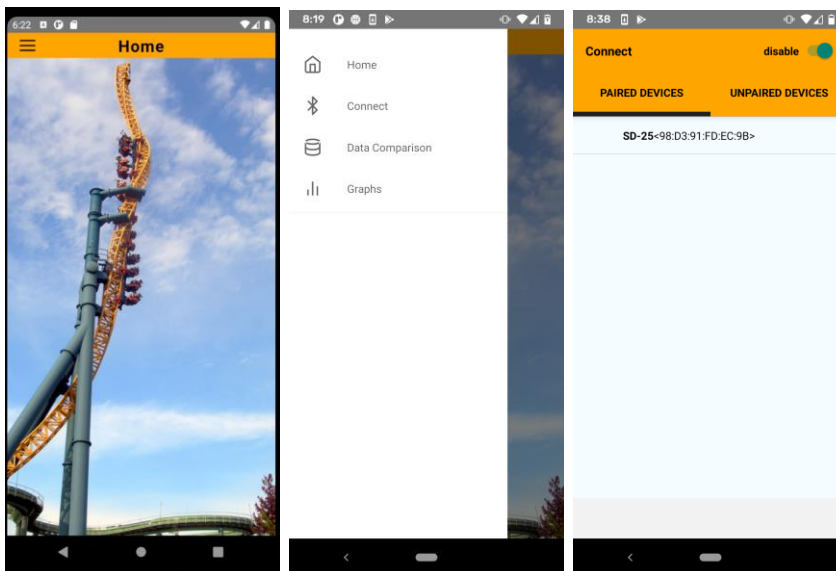 6:22
Home
8:19
Home
Connect
Data Comparison
Graphs
8:38
Connect
disable
PAIRED DEVICES
UNPAIRED DEVICES
SD-25<98:D3:91:FD:EC:9B>